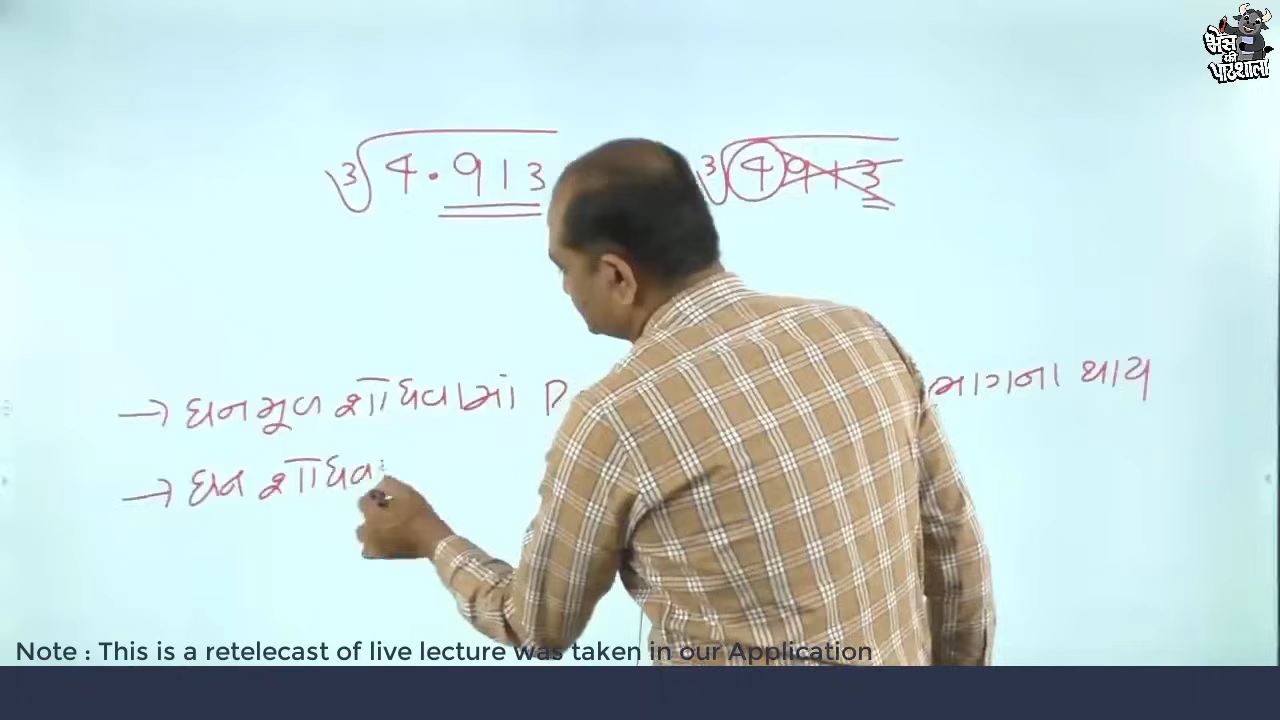 भैंस
की
पाठशाला
∛4.913 ∛4913
→ ઘનમૂળ શોધવામાં D ભાગના થાય
→ ઘન શોધવ
Note : This is a retelecast of live lecture was taken in our Application